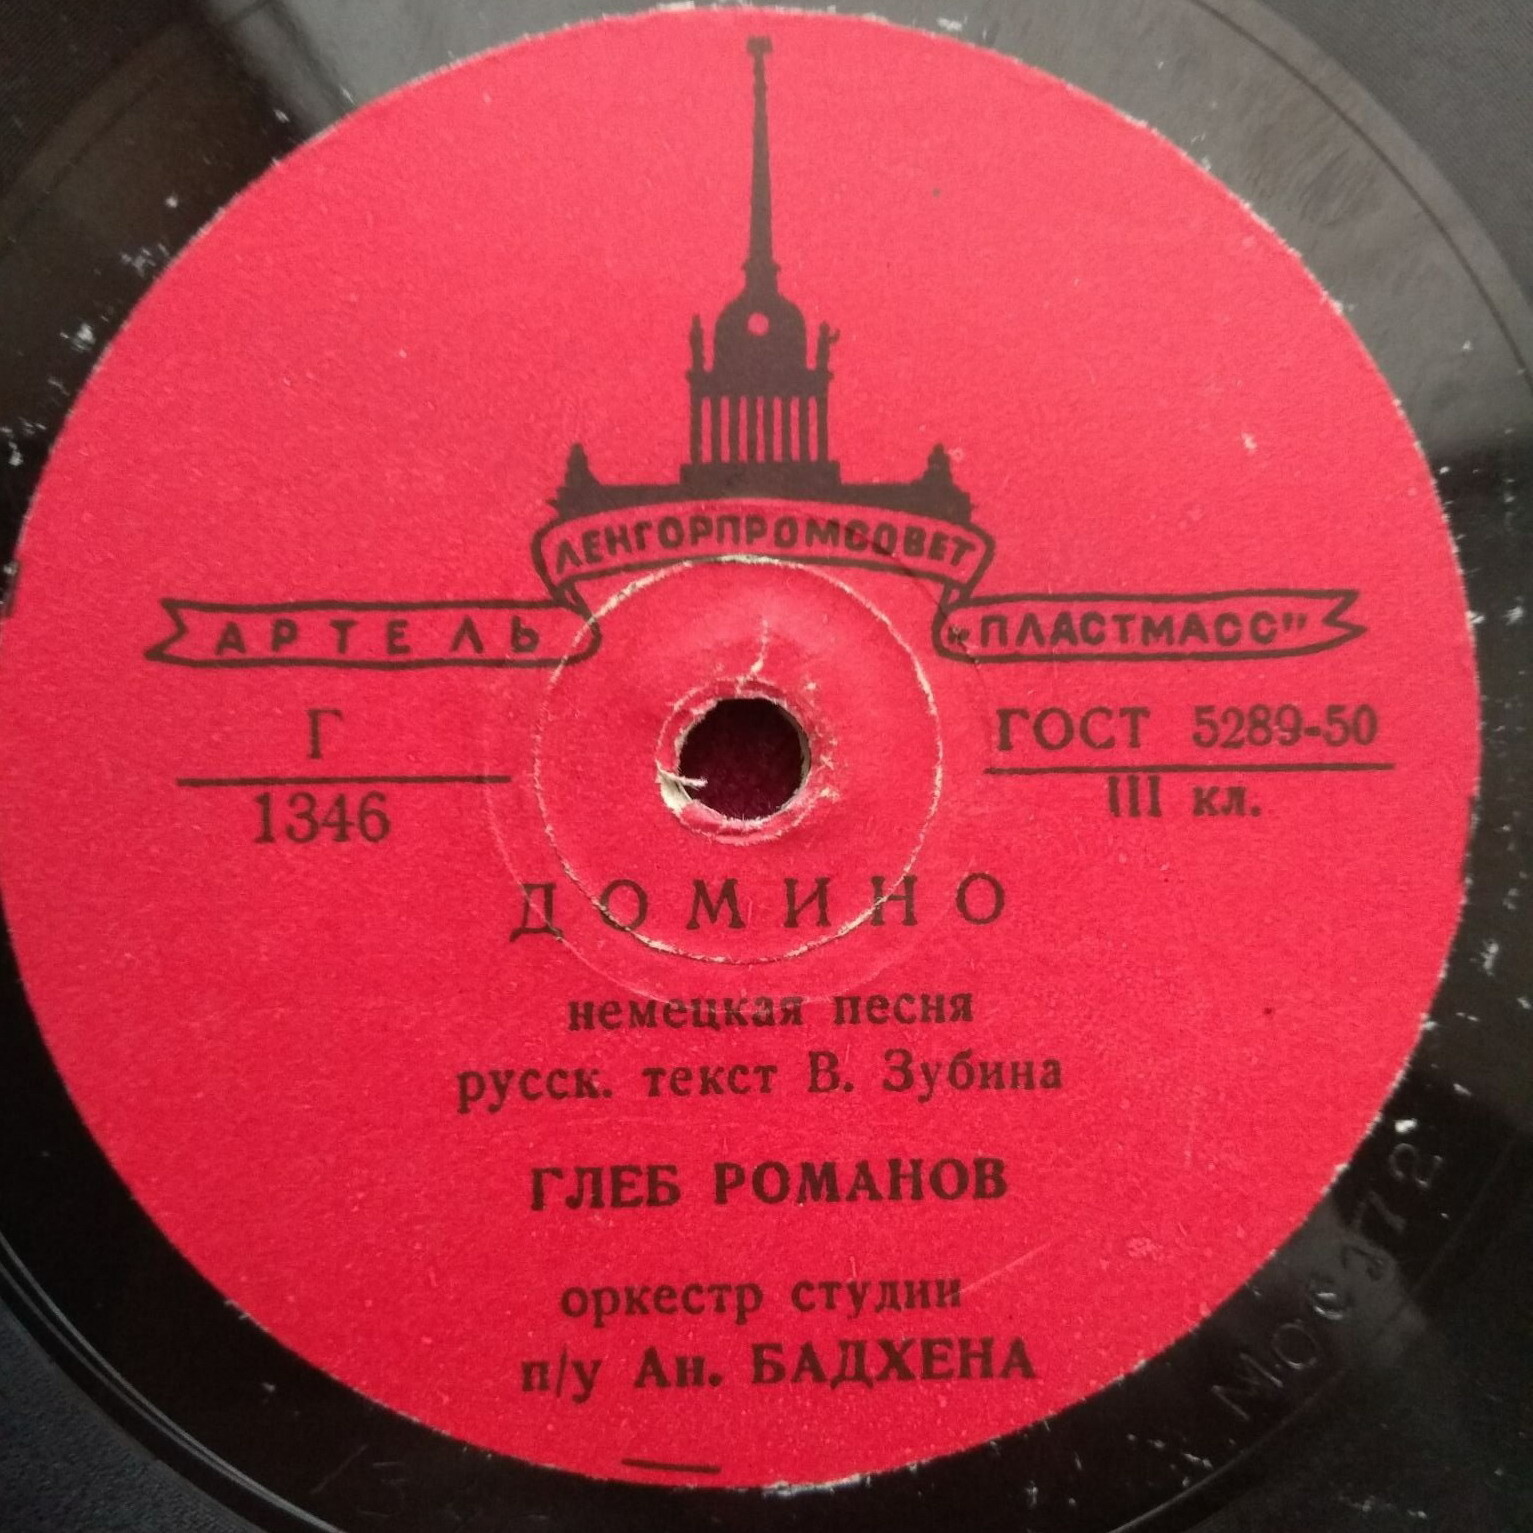 ЛЕНГОРПРОМСОВЕТ
АРТЕЛЬ „ПЛАСТМАСС"
Г
1346
ГОСТ 5289-50
III кл.
ДОМИНО
немецкая песня
русск. текст В. Зубина
ГЛЕБ РОМАНОВ
оркестр студии
п/у Ан. БАДХЕНА